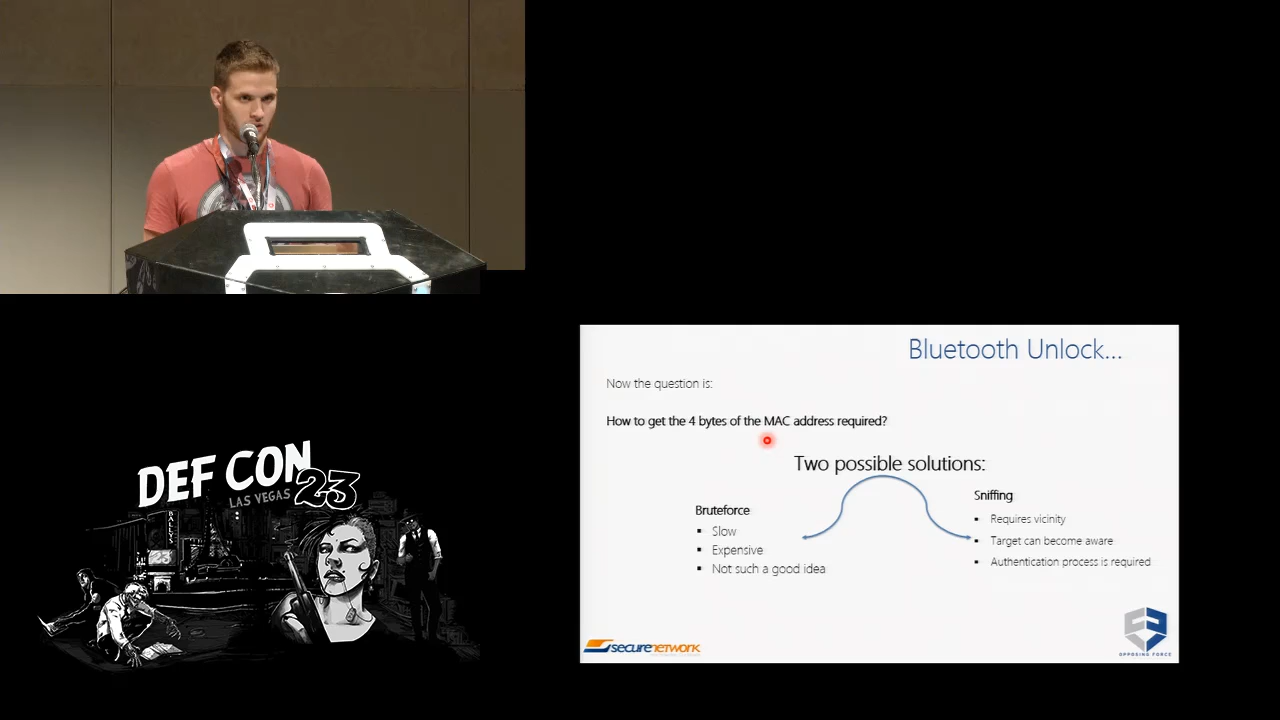 Bluetooth Unlock...
Now the question is:
How to get the 4 bytes of the MAC address required?
Two possible solutions:
Bruteforce
Slow
Expensive
Not such a good idea
Sniffing
Requires vicinity
Target can become aware
Authentication process is required
securenetwork
OPPOSING FORCE
DEF CON
LAS VEGAS 23
BALLYS
23